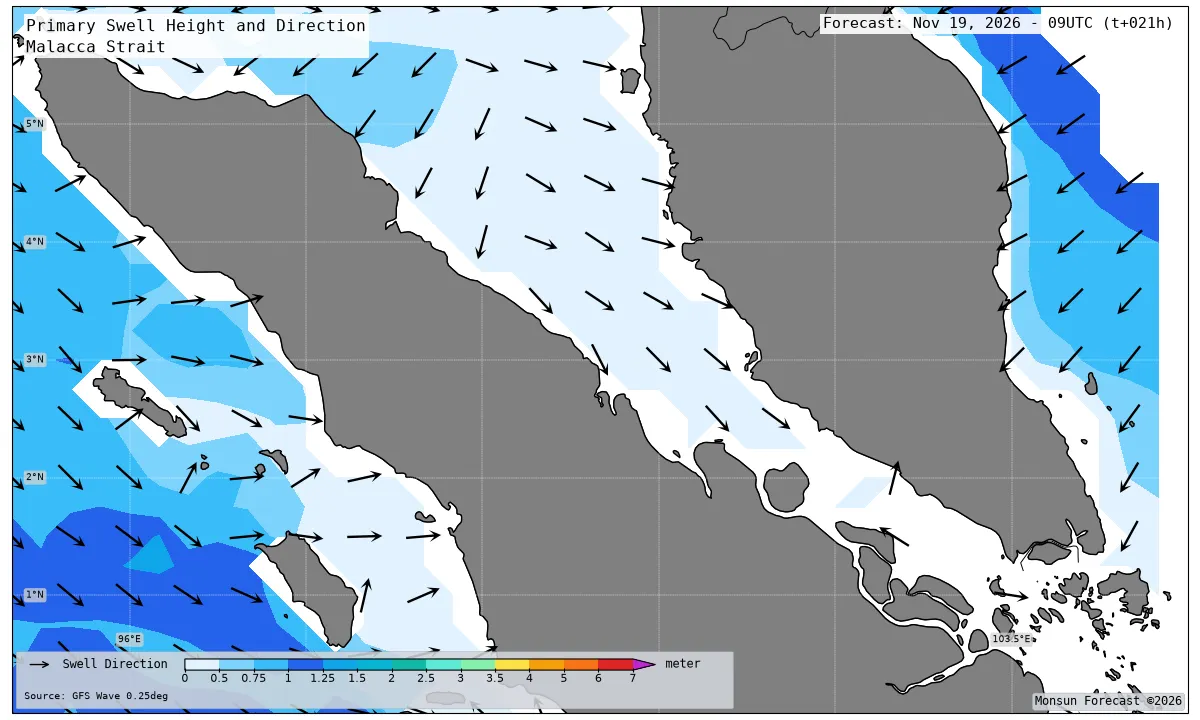 Primary Swell Height and Direction
Malacca Strait
Forecast: Nov 19, 2026 - 09UTC (t+021h)
5°N
4°N
3°N
2°N
1°N
96°E
103.5°E
Swell Direction
0 0.5 0.75 1 1.25 1.5 2 2.5 3 3.5 4 5 6 7
meter
Source: GFS Wave 0.25deg
Monsun Forecast ©2026